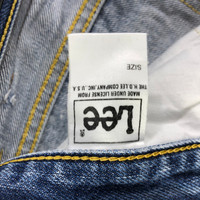 Lee
MADE UNDER LICENSE FROM
THE H.D. LEE COMPANY, INC. U.S.A
SIZE